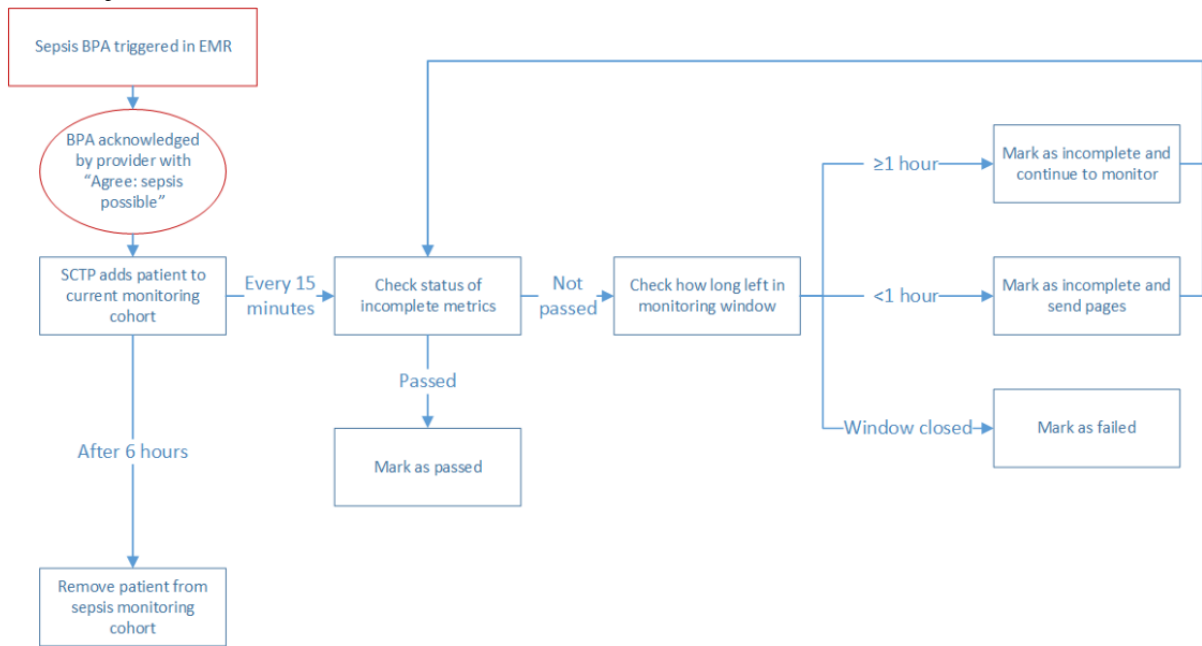 Sepsis BPA triggered in EMR
BPA acknowledged
by provider with
“Agree: sepsis
possible”
SCTP adds patient to
current monitoring
cohort
Every 15
minutes
Check status of
incomplete metrics
Not
passed
Check how long left in
monitoring window
≥1 hour
Mark as incomplete and
continue to monitor
<1 hour
Mark as incomplete and
send pages
Window closed
Mark as failed
Passed
Mark as passed
After 6 hours
Remove patient from
sepsis monitoring
cohort